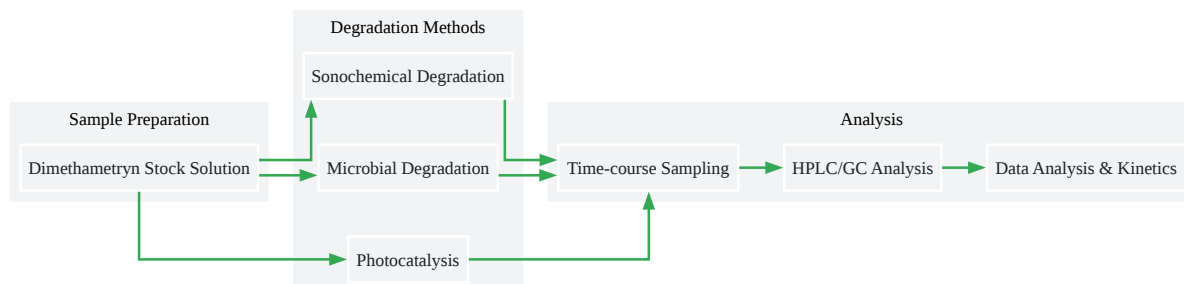 Degradation Methods
Sonochemical Degradation
Sample Preparation
Analysis
Dimethametryn Stock Solution
Microbial Degradation
Time-course Sampling
HPLC/GC Analysis
Data Analysis & Kinetics
Photocatalysis